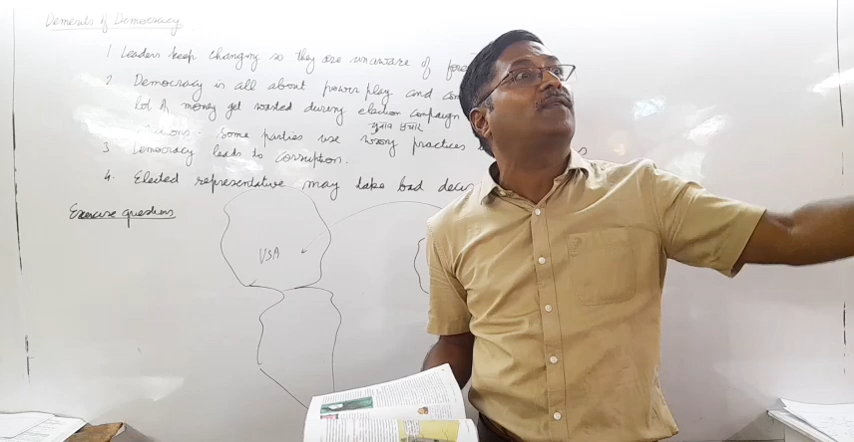 Demerits of Democracy
1 Leaders keep changing so they are unaware of
2 Democracy is all about power play and
Lot of money get wasted during election campaign
चुनाव प्रचार
Some parties use wrong practices
3 Democracy leads to corruption.
4. Elected representative may take bad
Exercise questions
USA